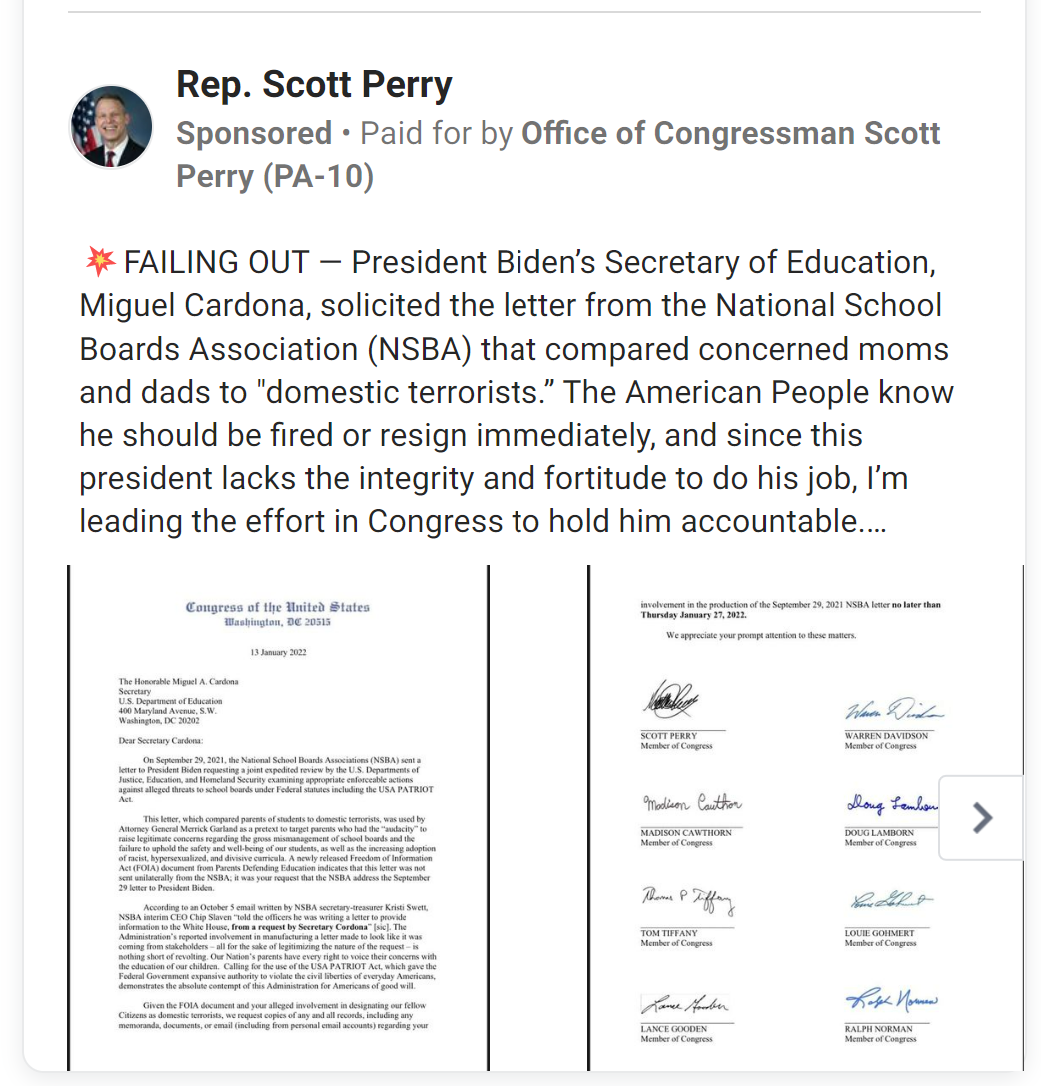 Rep. Scott Perry
Sponsored • Paid for by Office of Congressman Scott
Perry (PA-10)
💥 FAILING OUT — President Biden’s Secretary of Education,
Miguel Cardona, solicited the letter from the National School
Boards Association (NSBA) that compared concerned moms
and dads to "domestic terrorists.” The American People know
he should be fired or resign immediately, and since this
president lacks the integrity and fortitude to do his job, I’m
leading the effort in Congress to hold him accountable.…
Congress of the United States
Washington, DC 20515
13 January 2022
The Honorable Miguel A. Cardona
Secretary
U.S. Department of Education
400 Maryland Avenue, S.W.
Washington, DC 20202
Dear Secretary Cardona:
On September 29, 2021, the National School Boards Associations (NSBA) sent a
letter to President Biden requesting a joint expedited review by the U.S. Departments of
Justice, Education, and Homeland Security examining appropriate enforceable actions
against alleged threats to school boards under Federal statutes including the USA PATRIOT
Act.
This letter, which compared parents of students to domestic terrorists, was used by
Attorney General Merrick Garland as a pretext to target parents who had the “audacity” to
raise legitimate concerns regarding the gross mismanagement of school boards and the
failure to uphold the safety and well-being of our students, as well as the increasing adoption
of racist, hypersexualized, and divisive curricula. A newly released Freedom of Information
Act (FOIA) document from Parents Defending Education indicates that this letter was not
sent unilaterally from the NSBA; it was your request that the NSBA address the September
29 letter to President Biden.
According to an October 5 email written by NSBA secretary-treasurer Kristi Swett,
NSBA interim CEO Chip Slaven “told the officers he was writing a letter to provide
information to the White House, from a request by Secretary Cordona” [sic]. The
Administration’s reported involvement in manufacturing a letter made to look like it was
coming from stakeholders – all for the sake of legitimizing the nature of the request – is
nothing short of revolting. Our Nation’s parents have every right to voice their concerns with
the education of our children. Calling for the use of the USA PATRIOT Act, which gave the
Federal Government expansive authority to violate the civil liberties of everyday Americans,
demonstrates the absolute contempt of this Administration for Americans of good will.
Given the FOIA document and your alleged involvement in designating our fellow
Citizens as domestic terrorists, we request copies of any and all records, including any
memoranda, documents, or email (including from personal email accounts) regarding your
involvement in the production of the September 29, 2021 NSBA letter no later than
Thursday January 27, 2022.
We appreciate your prompt attention to these matters.
SCOTT PERRY
Member of Congress
Warren Davidson
WARREN DAVIDSON
Member of Congress
Madison Cawthorn
MADISON CAWTHORN
Member of Congress
Doug Lamborn
DOUG LAMBORN
Member of Congress
Thomas P Tiffany
TOM TIFFANY
Member of Congress
LOUIE GOHMERT
Member of Congress
Lance Gooden
LANCE GOODEN
Member of Congress
Ralph Norman
RALPH NORMAN
Member of Congress